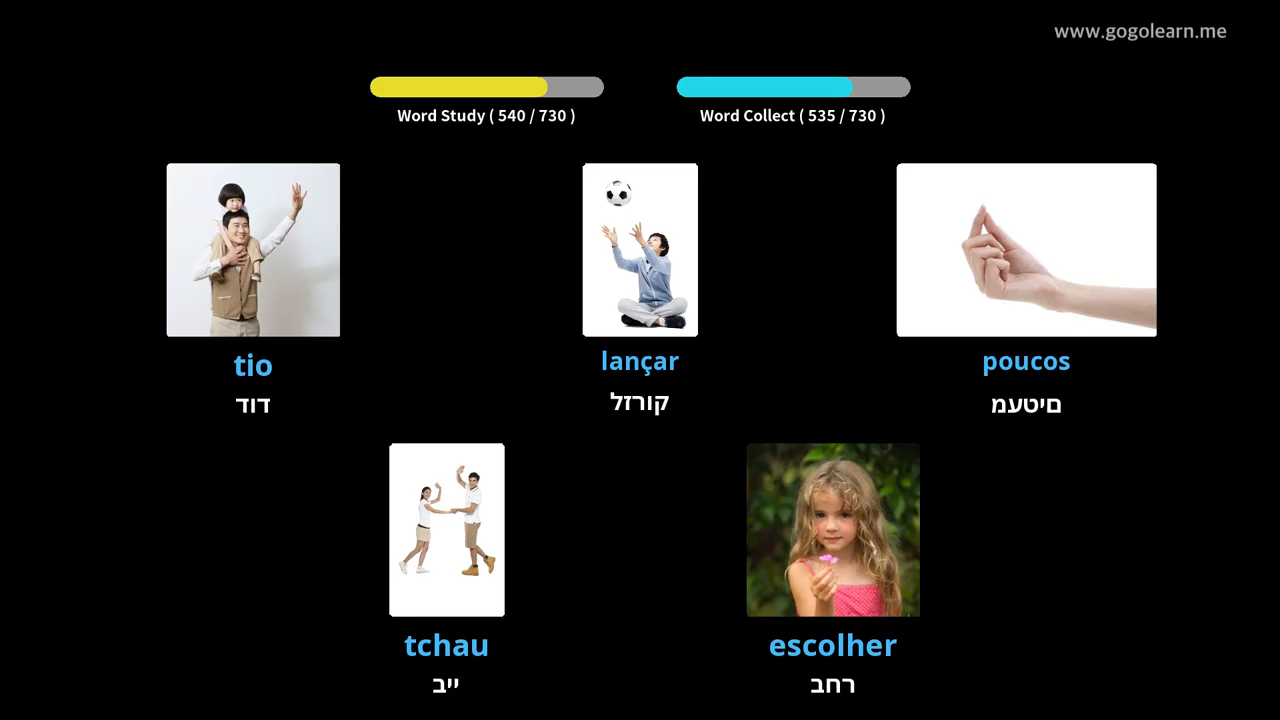 www.gogolearn.me
Word Study ( 540 / 730 )
Word Collect ( 535 / 730 )
tio
דוד
lançar
קורזל
poucos
םיטעמ
tchau
ייב
escolher
רחב